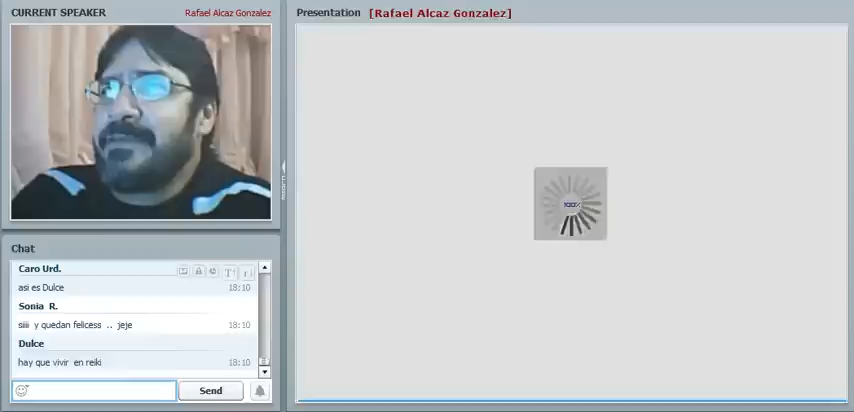 CURRENT SPEAKER
Rafael Alcaz Gonzalez
Presentation [Rafael Alcaz Gonzalez]
100%
Chat
Caro Urd.
asi es Dulce 18:10
Sonia R.
siiii y quedan felicess .. jeje 18:10
Dulce
hay que vivir en reiki 18:10
Send